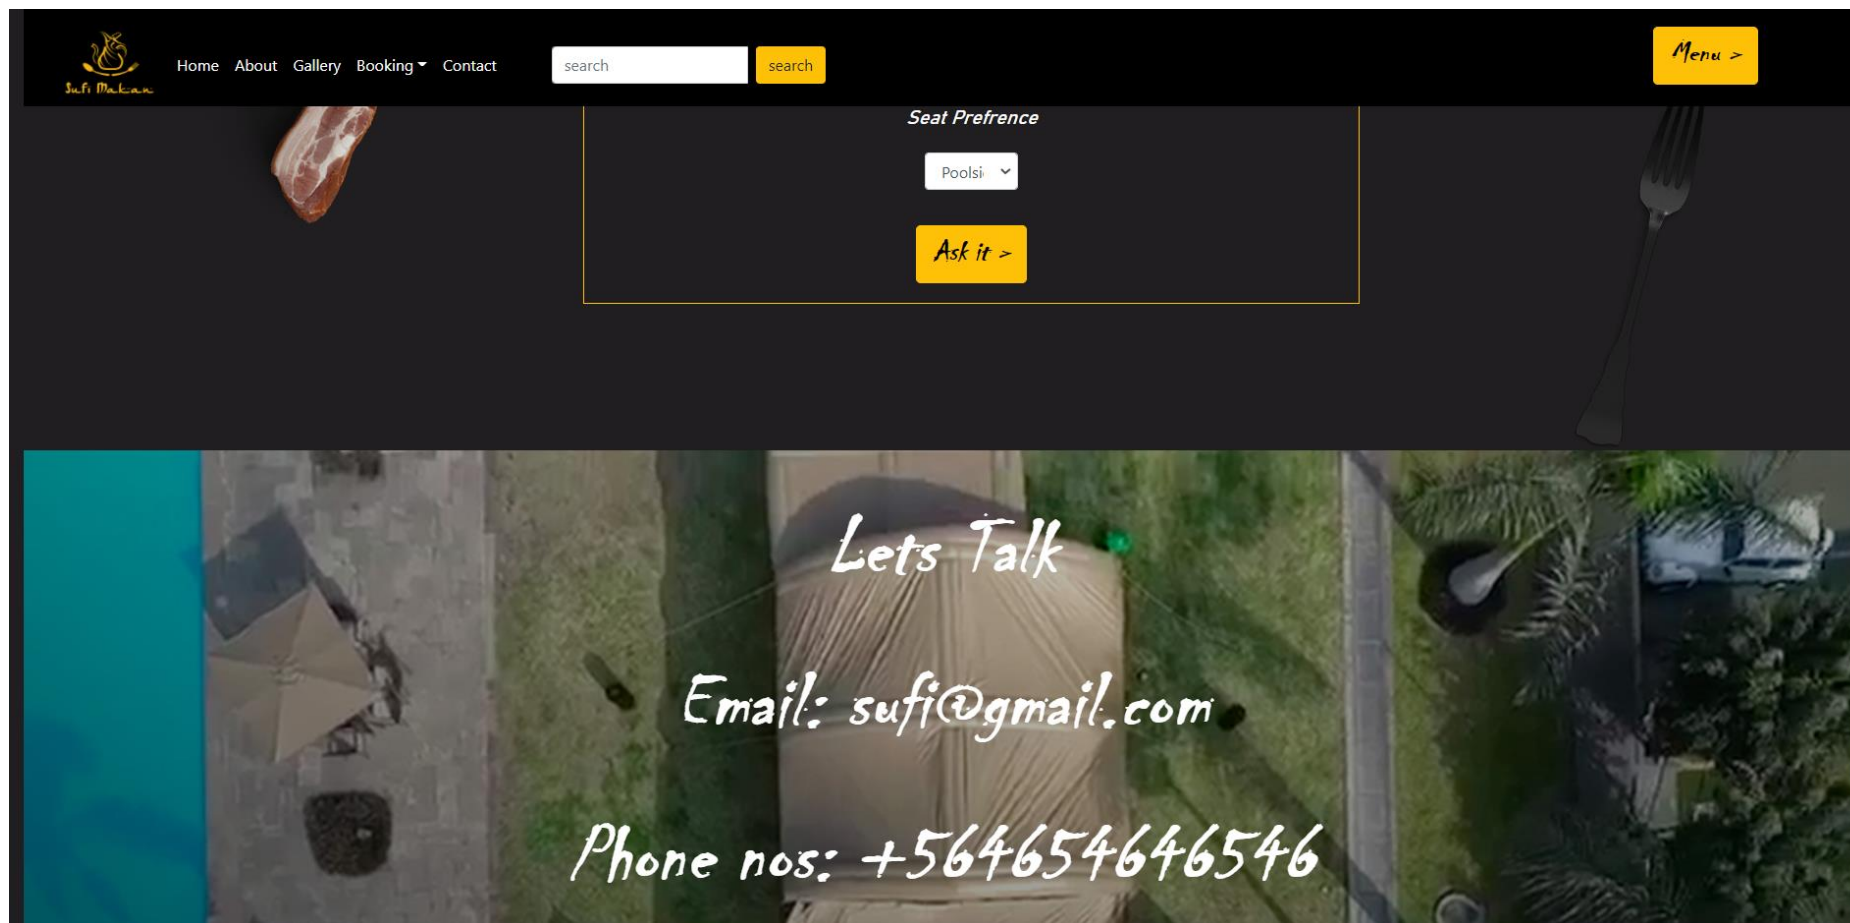 Sufi Makan
Home About Gallery Booking Contact search search Menu >
Seat Prefrence
Poolsi
Ask it >
Lets Talk
Email: sufi@gmail.com
Phone nos: +564654646546